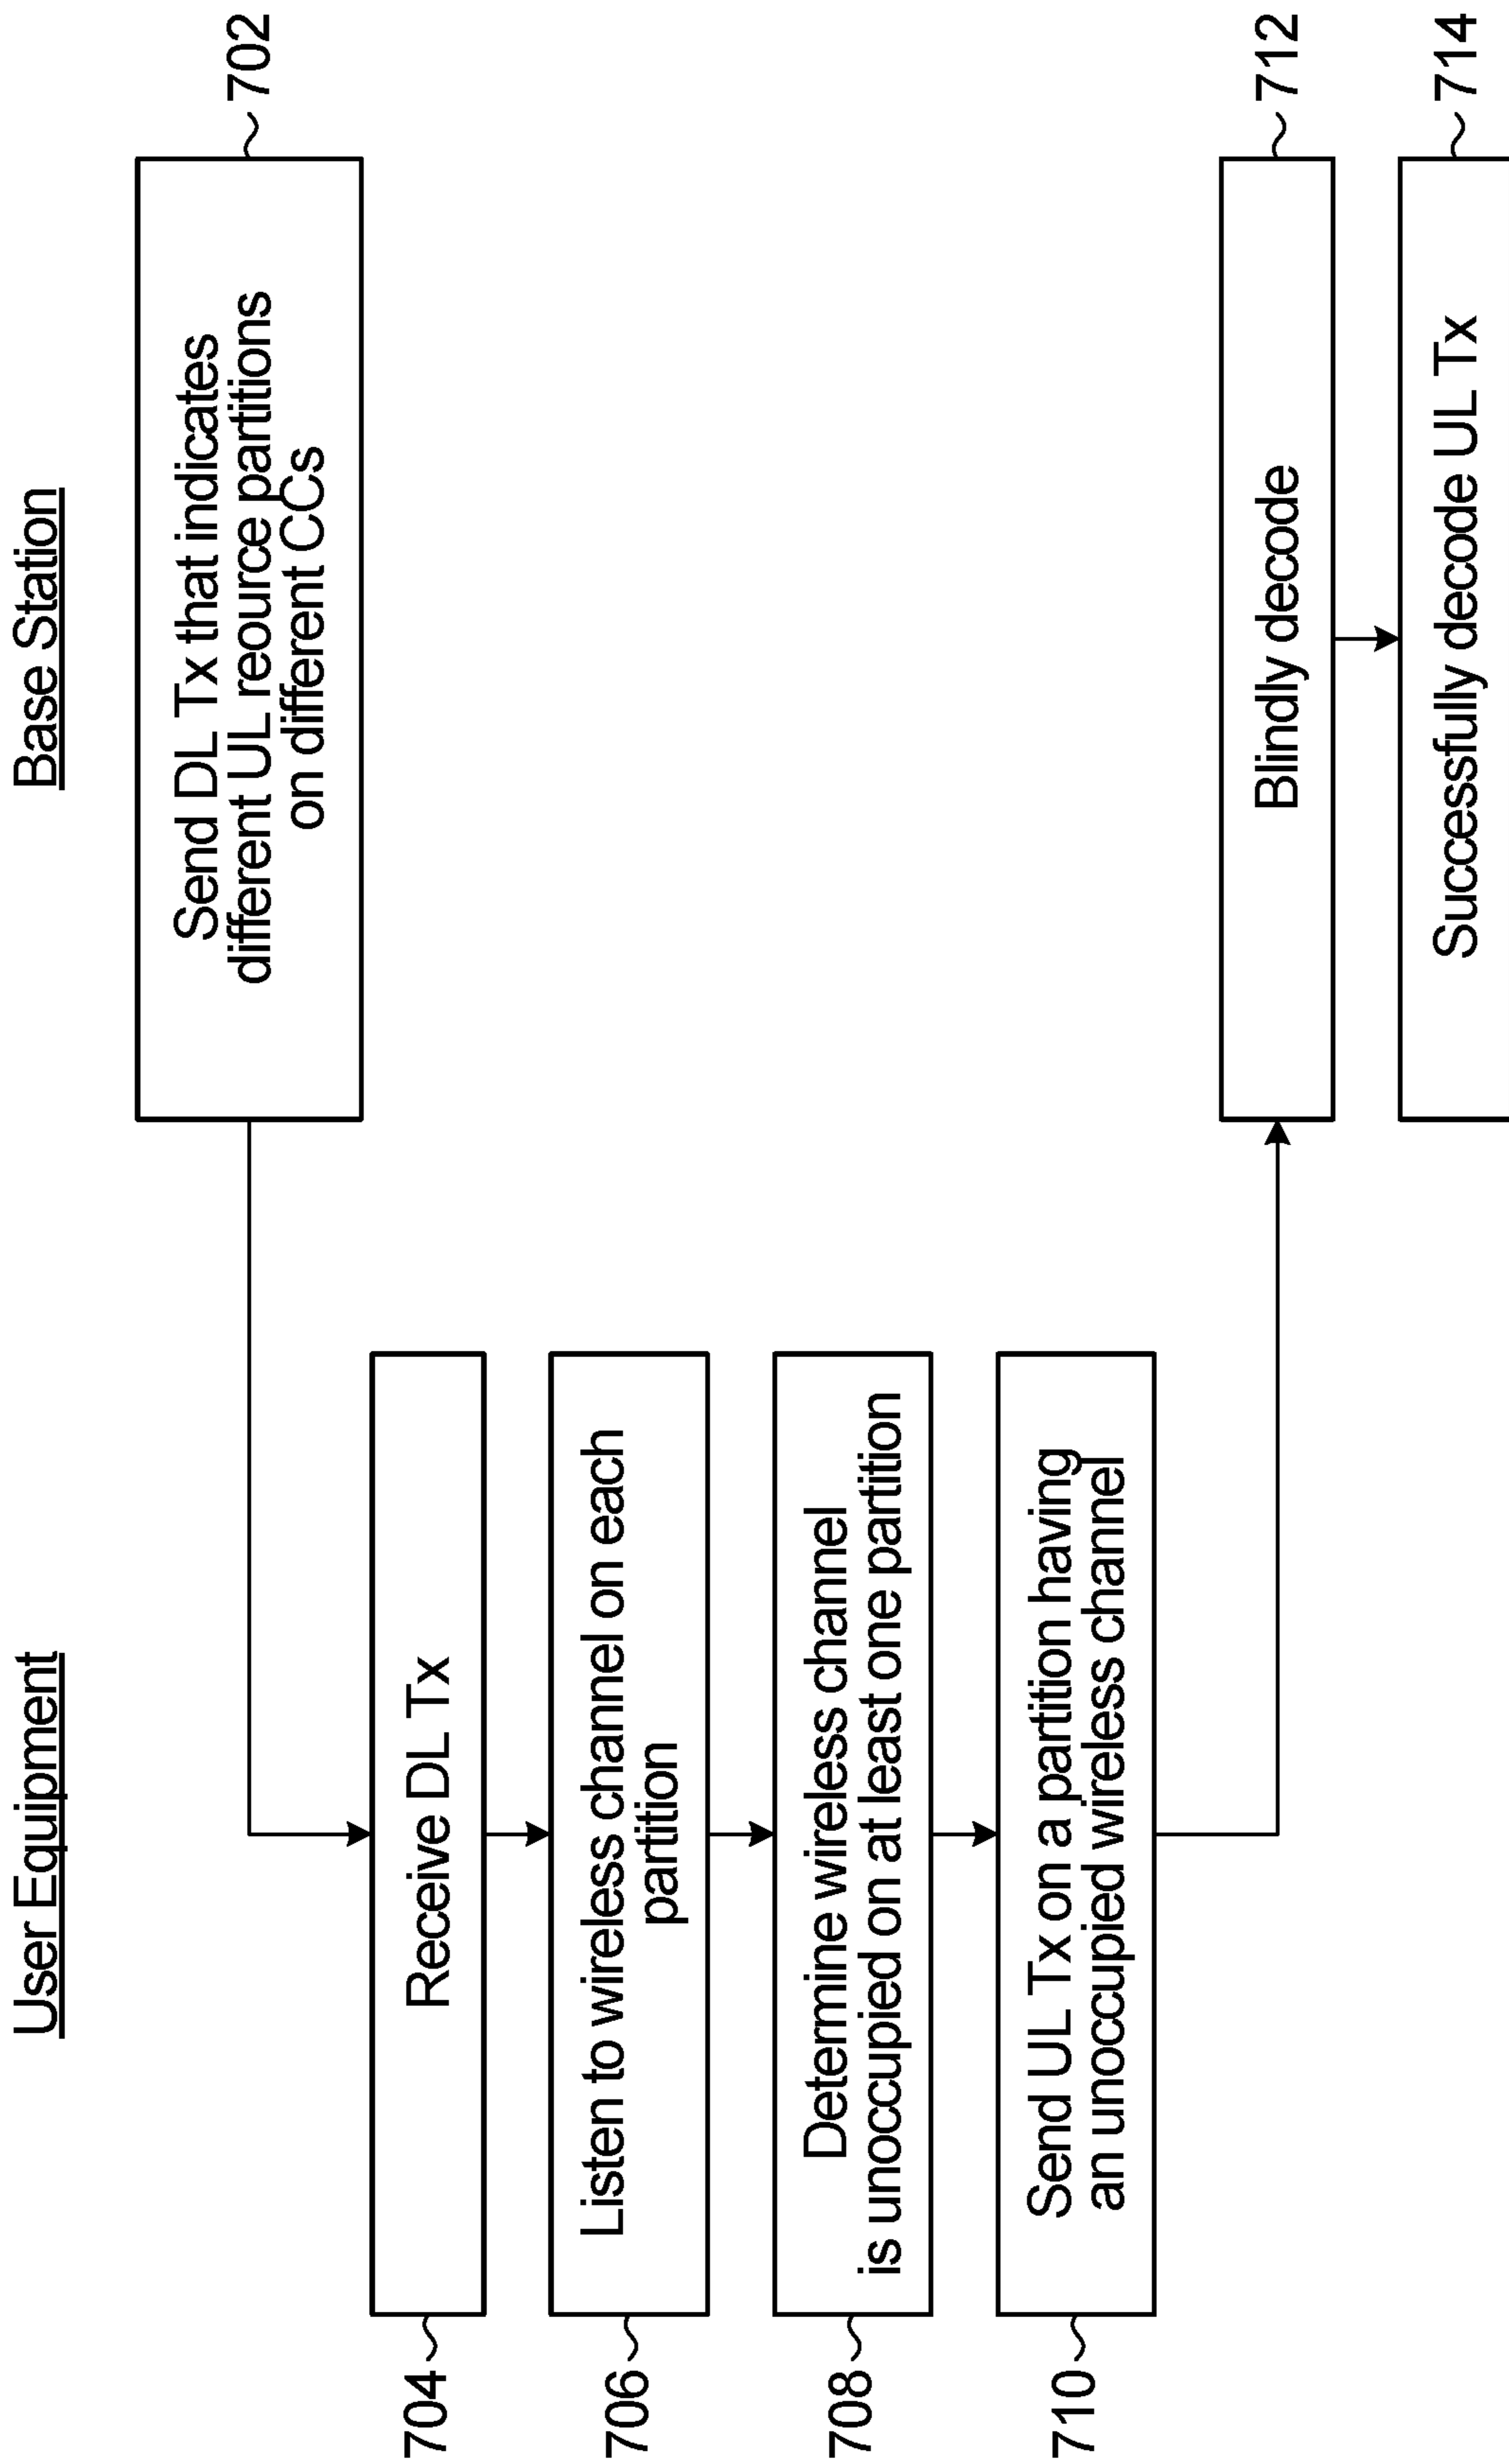 User Equipment
Base Station
Send DL Tx that indicates
different UL reource partitions
on different CCs
702
704
Receive DL Tx
706
Listen to wireless channel on each
partition
708
Determine wireless channel
is unoccupied on at least one partition
710
Send UL Tx on a partition having
an unoccupied wireless channel
Blindly decode
712
Successfully decode UL Tx
714